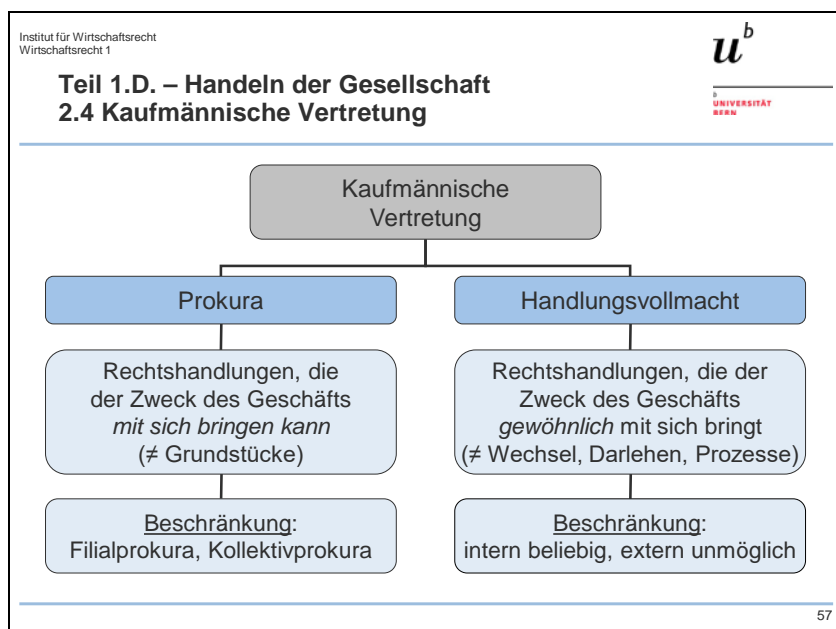 Institut für Wirtschaftsrecht
Wirtschaftsrecht 1
u^b
Teil 1.D. – Handeln der Gesellschaft
2.4 Kaufmännische Vertretung
b
UNIVERSITÄT
BERN
Kaufmännische
Vertretung
Prokura
Rechtshandlungen, die
der Zweck des Geschäfts
mit sich bringen kann
(≠ Grundstücke)
Beschränkung:
Filialprokura, Kollektivprokura
Handlungsvollmacht
Rechtshandlungen, die der
Zweck des Geschäfts
gewöhnlich mit sich bringt
(≠ Wechsel, Darlehen, Prozesse)
Beschränkung:
intern beliebig, extern unmöglich
57